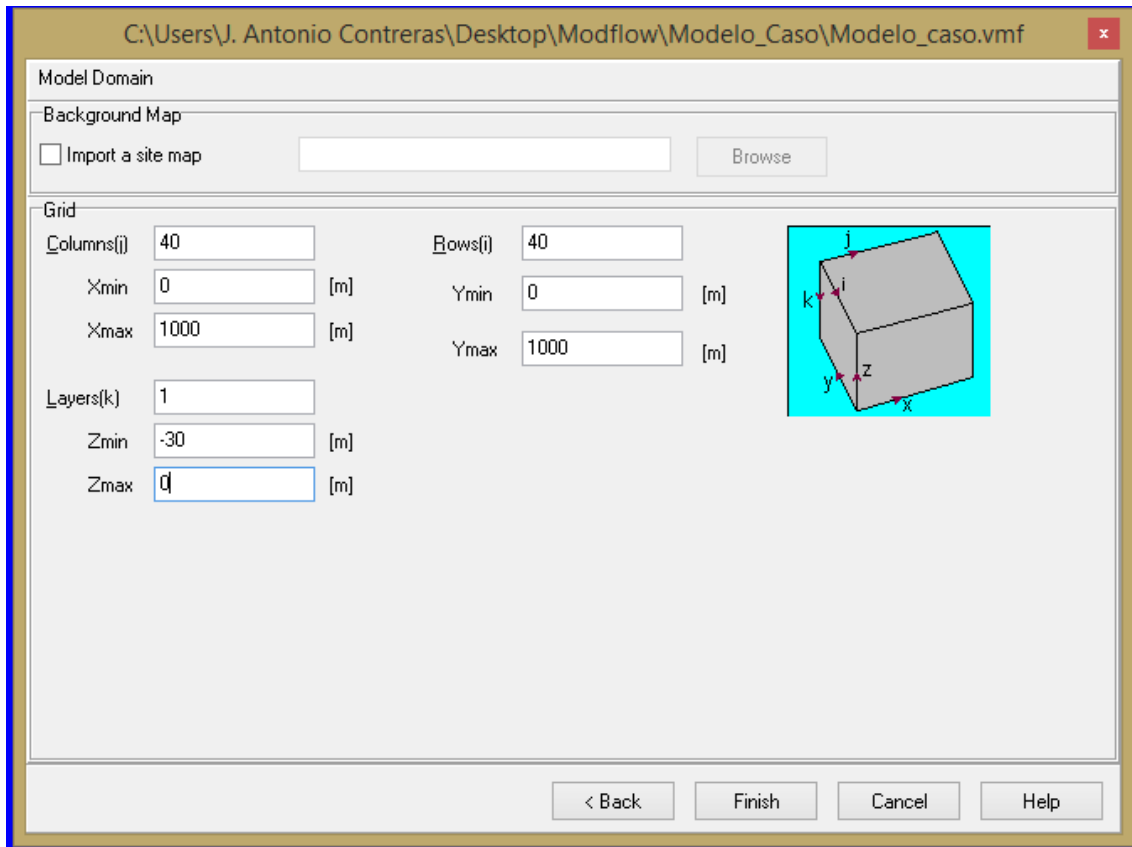 C:\Users\J. Antonio Contreras\Desktop\Modflow\Modelo_Caso\Modelo_caso.vmf
x
Model Domain
Background Map
Import a site map
Browse
Grid
Columns(j) 40 Rows(i) 40
Xmin 0 [m] Ymin 0 [m]
Xmax 1000 [m] Ymax 1000 [m]
j
k i
y z
x
Layers(k) 1
Zmin -30 [m]
Zmax 0 [m]
< Back Finish Cancel Help